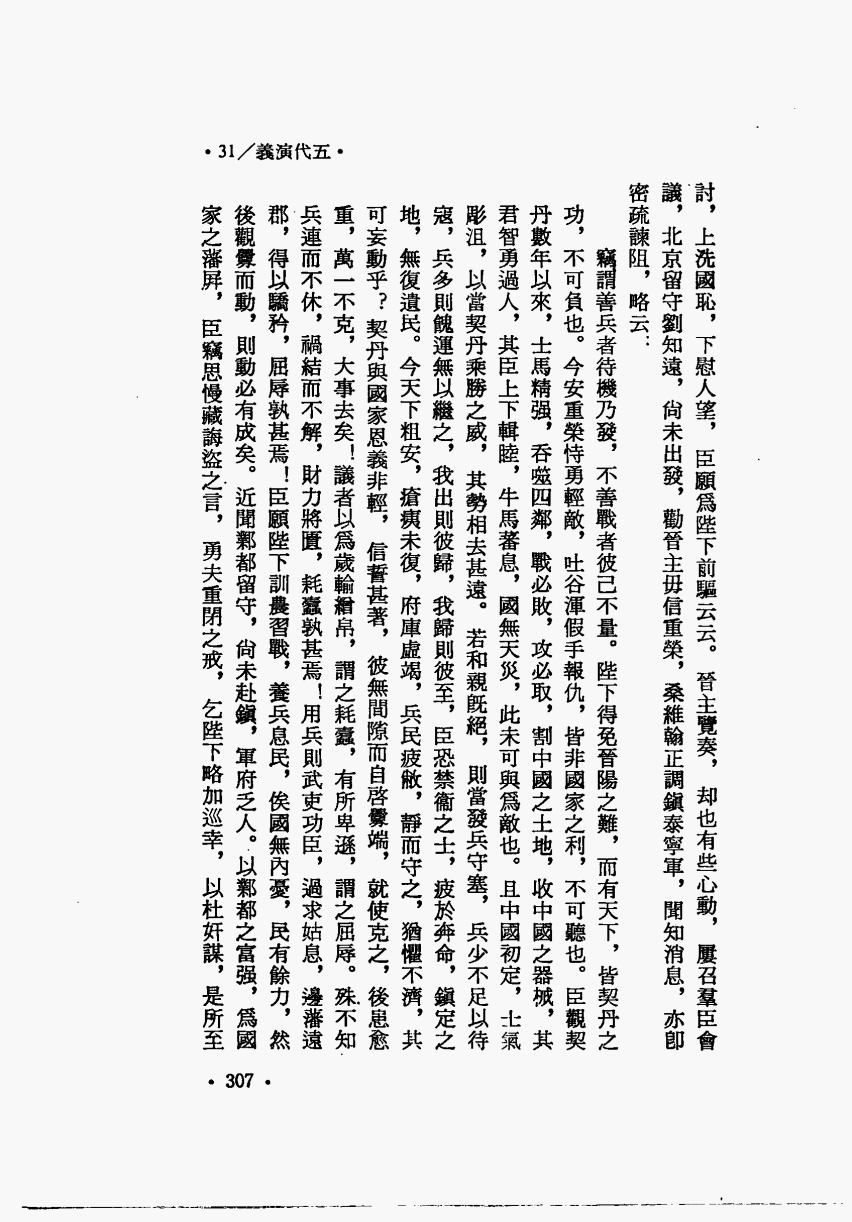 •31／義演代五•
討，上洗國恥，下慰人望，臣願爲陛下前驅云云。晉主覽奏，却也有些心動，屢召羣臣會
議，北京留守劉知遠，尙未出發，勸晉主毋信重榮，桑維翰正調鎭泰寧軍，聞知消息，亦卽
密疏諫阻，略云：
竊謂善兵者待機乃發，不善戰者彼己不量。陛下得免晉陽之難，而有天下，皆契丹之
功，不可負也。今安重榮恃勇輕敵，吐谷渾假手報仇，皆非國家之利，不可聽也。臣觀契
丹數年以來，士馬精强，吞噬四鄰，戰必敗，攻必取，割中國之土地，收中國之器械，其
君智勇過人，其臣上下輯睦，牛馬蕃息，國無天災，此未可與爲敵也。且中國初定，士氣
彫沮，以當契丹乘勝之威，其勢相去甚遠。若和親旣絕，則當發兵守塞，兵少不足以待
寇，兵多則餽運無以繼之，我出則彼歸，我歸則彼至，臣恐禁衞之士，疲於奔命，鎭定之
地，無復遺民。今天下粗安，瘡痍未復，府庫虛竭，兵民疲敝，靜而守之，猶懼不濟，其
可妄動乎？契丹與國家恩義非輕，信誓甚著，彼無間隙而自啓釁端，就使克之，後患愈
重，萬一不克，大事去矣！議者以爲歲輸繒帛，謂之耗蠹，有所卑遜，謂之屈辱。殊不知
兵連而不休，禍結而不解，財力將匱，耗蠹孰甚焉！用兵則武吏功臣，過求姑息，邊藩遠
郡，得以驕矜，屈辱孰甚焉！臣願陛下訓農習戰，養兵息民，俟國無內憂，民有餘力，然
後觀釁而動，則動必有成矣。近聞鄴都留守，尙未赴鎭，軍府乏人。以鄴都之富强，爲國
家之藩屛，臣竊思慢藏誨盜之言，勇夫重閉之戒，乞陛下略加巡幸，以杜奸謀，是所至
•307•